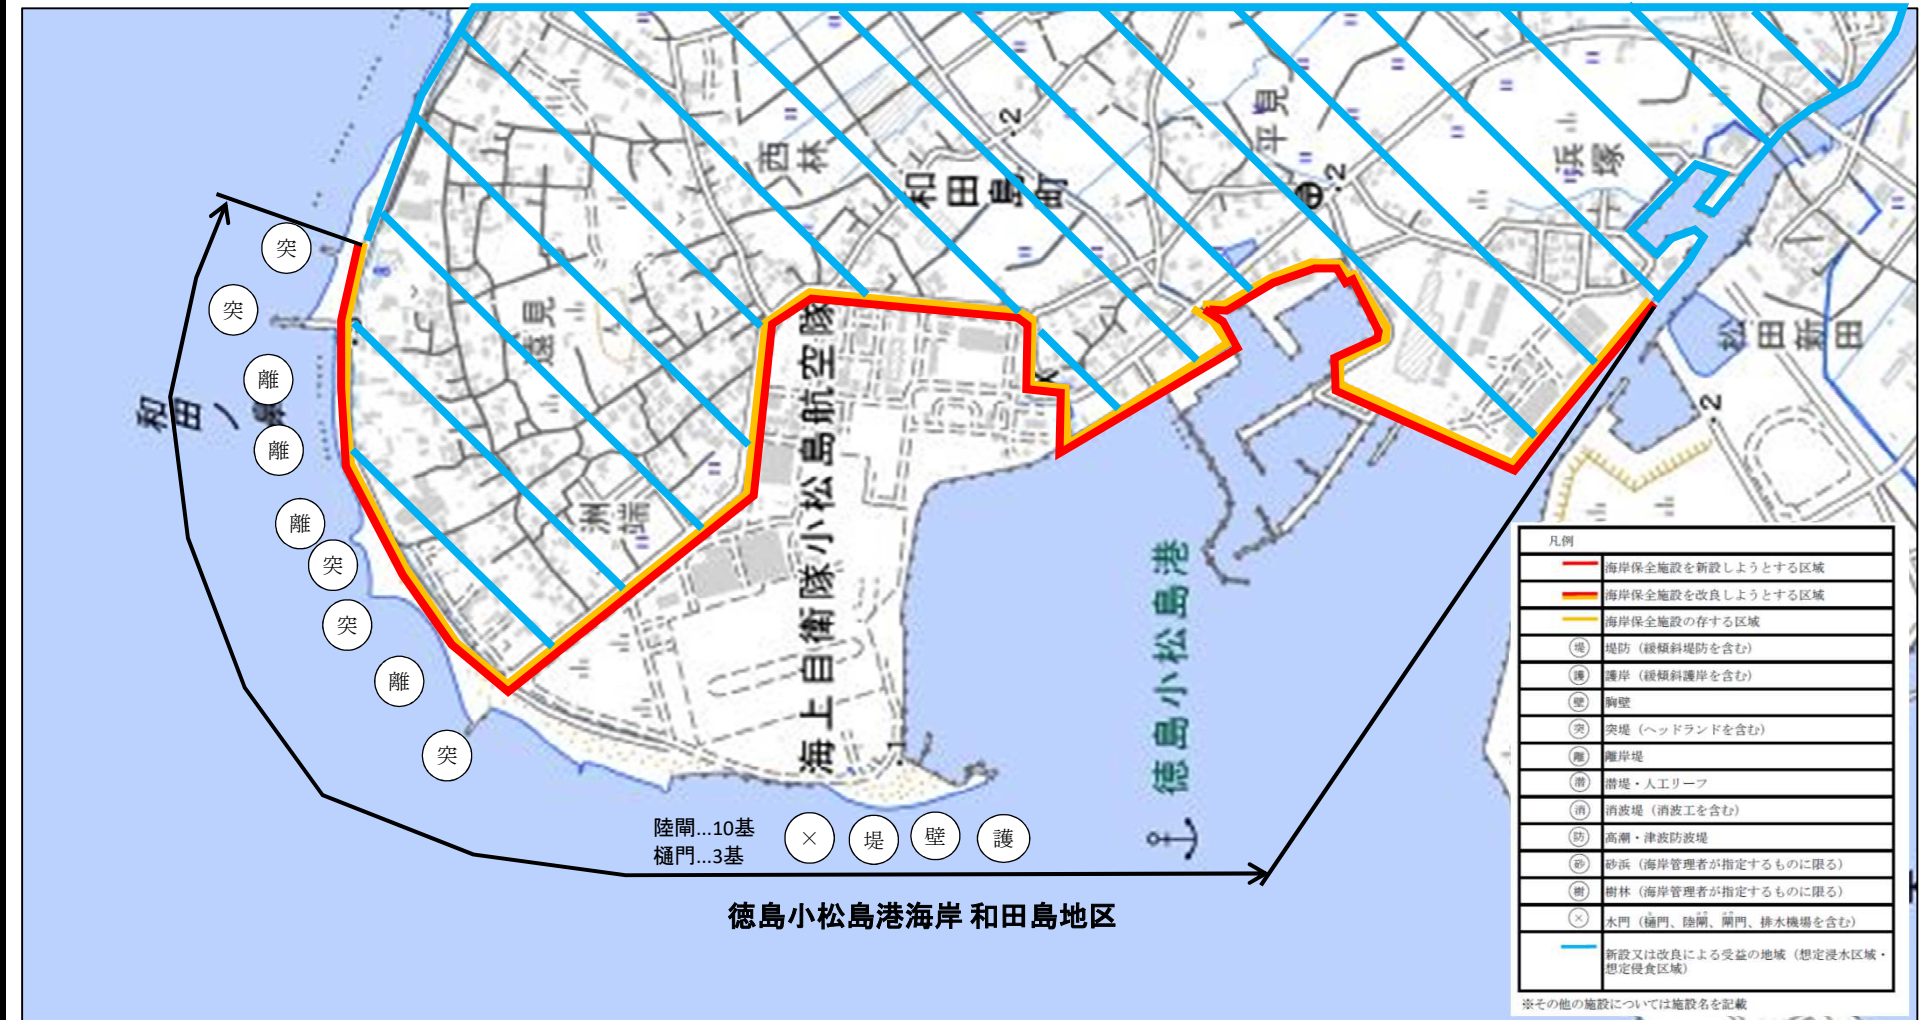 西林
和田島町
平見
浜塚
.2
.2
.2
遠見
洲端
松田新田
海上自衛隊小松島航空隊
徳島小松島港
和田ノ鼻
突
突
離
離
離
突
突
離
突
陸閘...10基
樋門...3基
× 堤 壁 護
徳島小松島港海岸 和田島地区
凡例
海岸保全施設を新設しようとする区域
海岸保全施設を改良しようとする区域
海岸保全施設の存する区域
堤 堤防（緩傾斜堤防を含む）
護 護岸（緩傾斜護岸を含む）
壁 胸壁
突 突堤（ヘッドランドを含む）
離 離岸堤
潜 潜堤・人工リーフ
消 消波堤（消波工を含む）
防 高潮・津波防波堤
砂 砂浜（海岸管理者が指定するものに限る）
樹 樹林（海岸管理者が指定するものに限る）
× 水門（樋門、陸閘、閘門、排水機場を含む）
新設又は改良による受益の地域（想定浸水区域・
想定侵食区域）
※その他の施設については施設名を記載